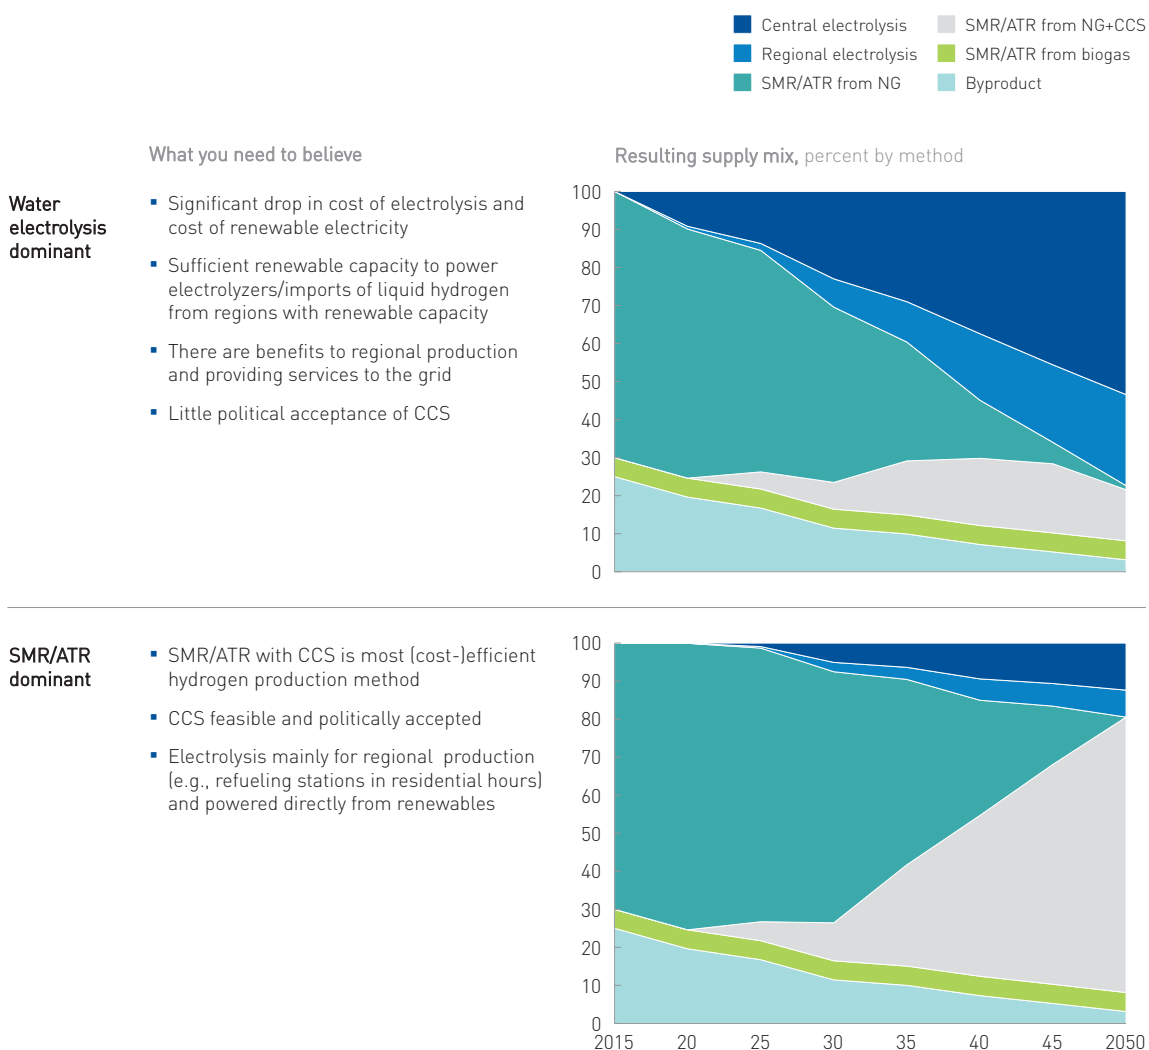 Central electrolysis
Regional electrolysis
SMR/ATR from NG
SMR/ATR from NG+CCS
SMR/ATR from biogas
Byproduct
What you need to believe
Resulting supply mix, percent by method
Water
electrolysis
dominant
▪ Significant drop in cost of electrolysis and
cost of renewable electricity
▪ Sufficient renewable capacity to power
electrolyzers/imports of liquid hydrogen
from regions with renewable capacity
▪ There are benefits to regional production
and providing services to the grid
▪ Little political acceptance of CCS
100
90
80
70
60
50
40
30
20
10
0
SMR/ATR
dominant
▪ SMR/ATR with CCS is most (cost-)efficient
hydrogen production method
▪ CCS feasible and politically accepted
▪ Electrolysis mainly for regional production
(e.g., refueling stations in residential hours)
and powered directly from renewables
100
90
80
70
60
50
40
30
20
10
0
2015 20 25 30 35 40 45 2050